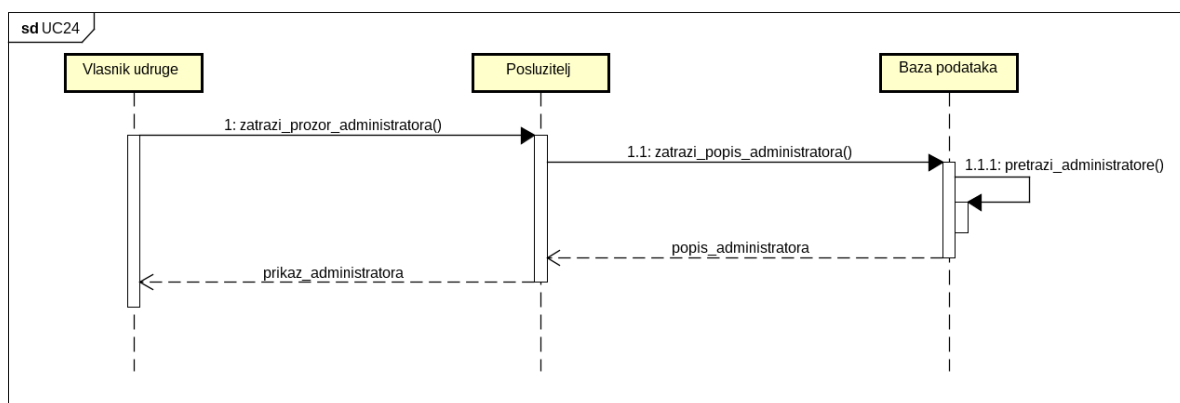 sd UC24
Vlasnik udruge
Posluzitelj
Baza podataka
1: zatrazi_prozor_administratora()
1.1: zatrazi_popis_administratora()
1.1.1: pretrazi_administratore()
popis_administratora
prikaz_administratora